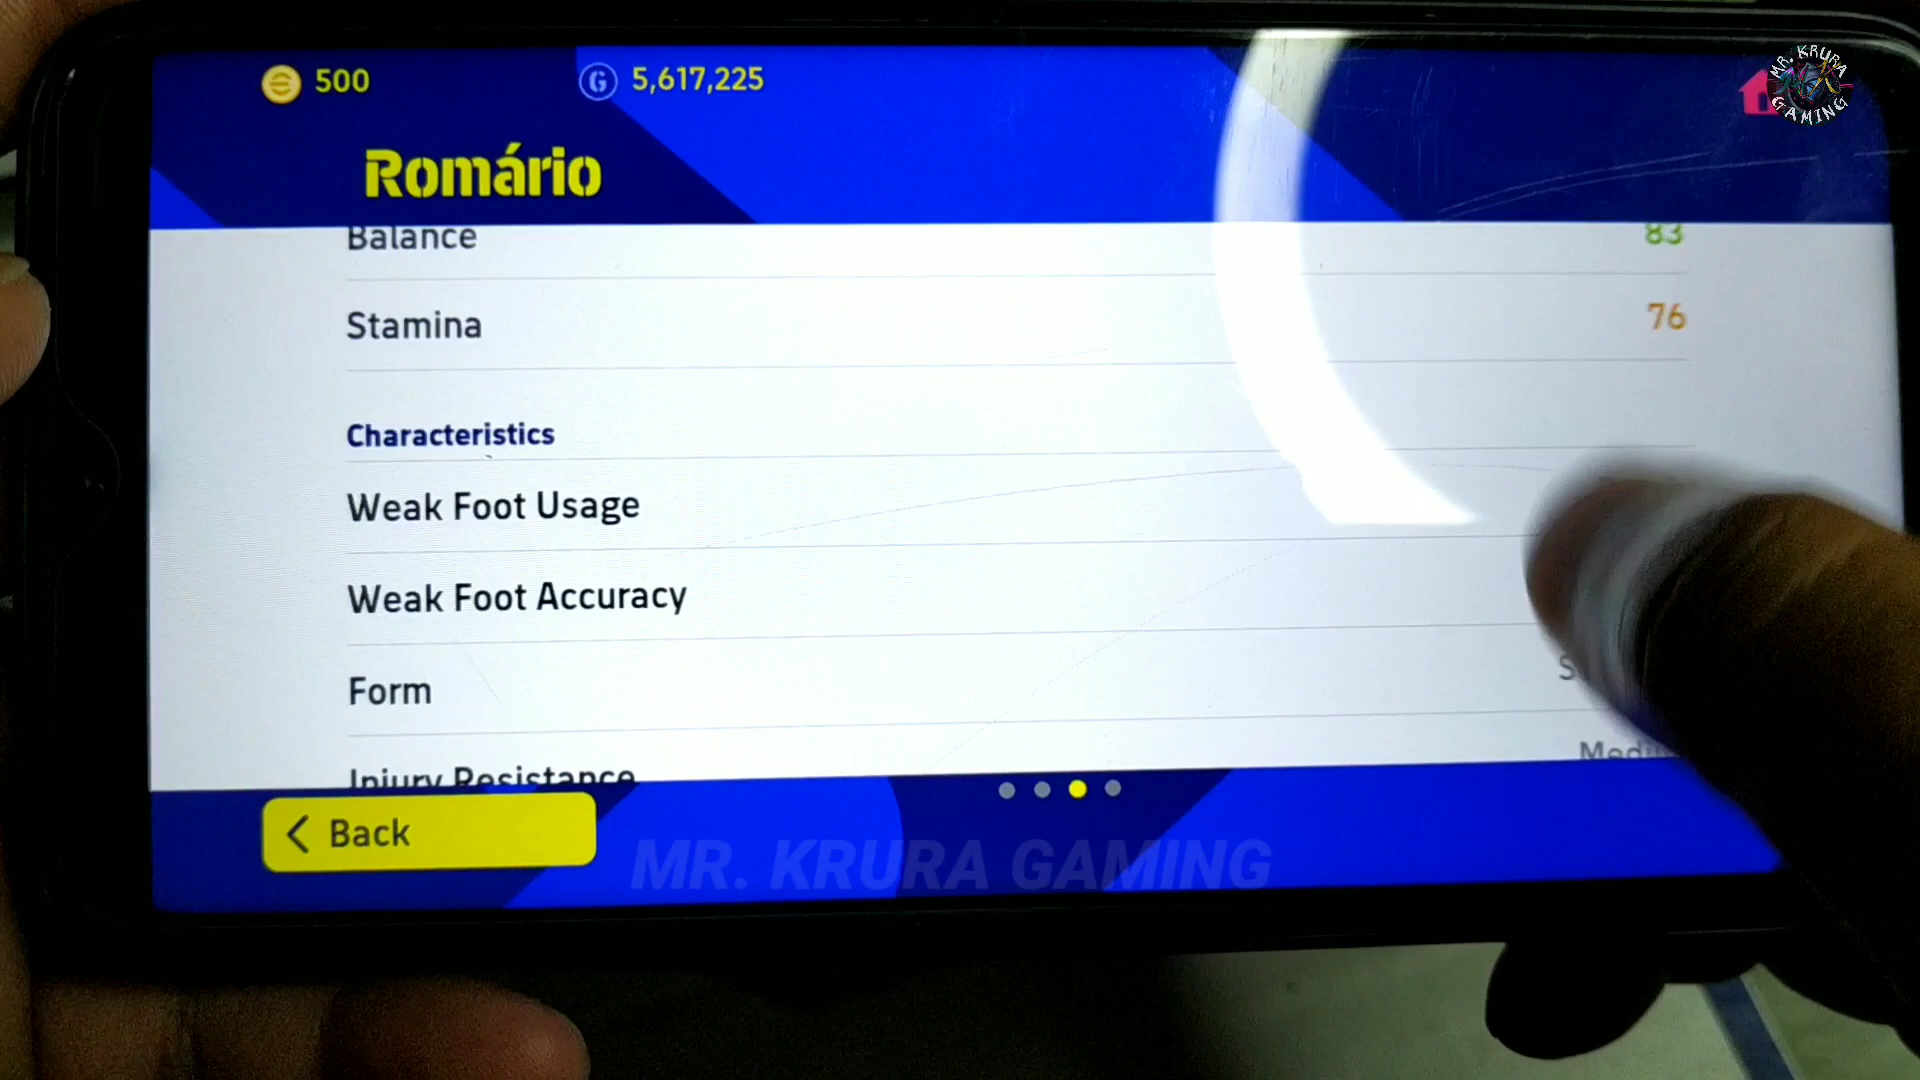 500
5,617,225
MR. KRURA
GAMING
Romário
Balance 83
Stamina 76
Characteristics
Weak Foot Usage
Weak Foot Accuracy
Form
Injury Resistance
Back
MR. KRURA GAMING